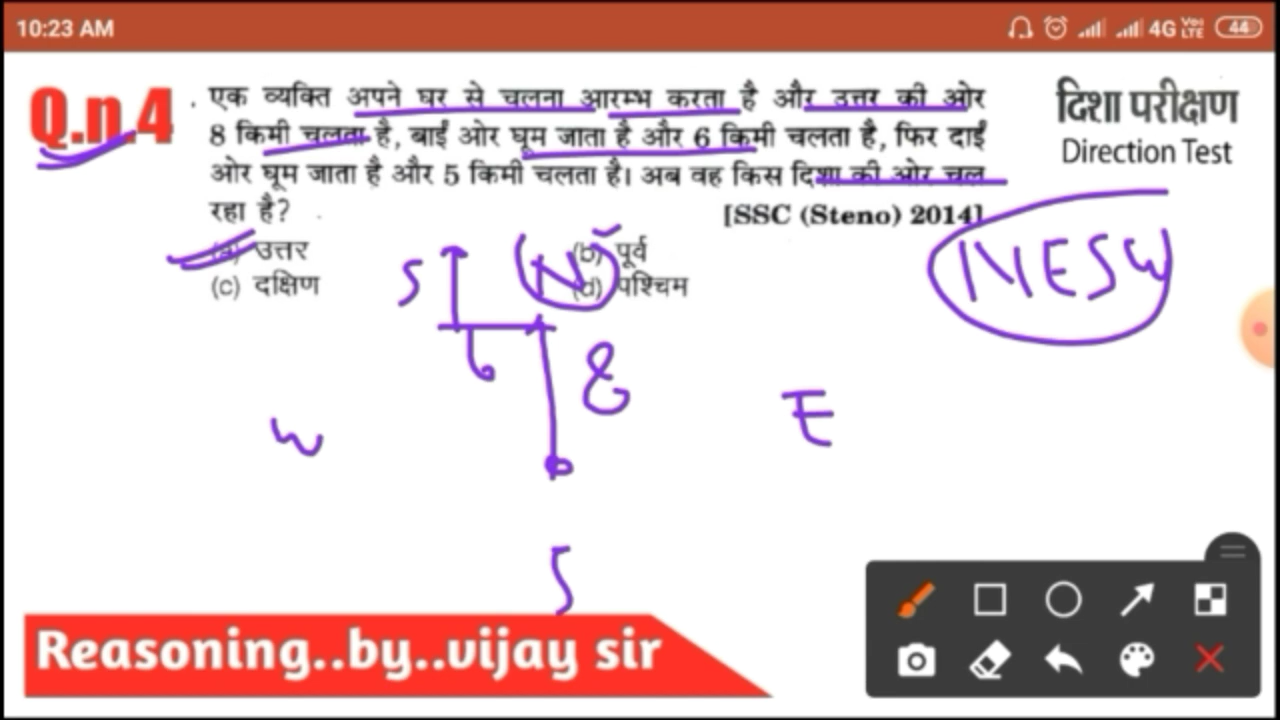 10:23 AM
4G Vo) LTE 44
Q.n.4
. एक व्यक्ति अपने घर से चलना आरम्भ करता है और उत्तर की ओर
8 किमी चलता है, बाईं ओर घूम जाता है और 6 किमी चलता है, फिर दाईं
ओर घूम जाता है और 5 किमी चलता है। अब वह किस दिशा की ओर चल
रहा है?
[SSC (Steno) 2014]
(a) उत्तर
(b) पूर्व
(c) दक्षिण
(d) पश्चिम
दिशा परीक्षण
Direction Test
NESW
5
N
6
8
W
E
S
Reasoning..by..vijay sir